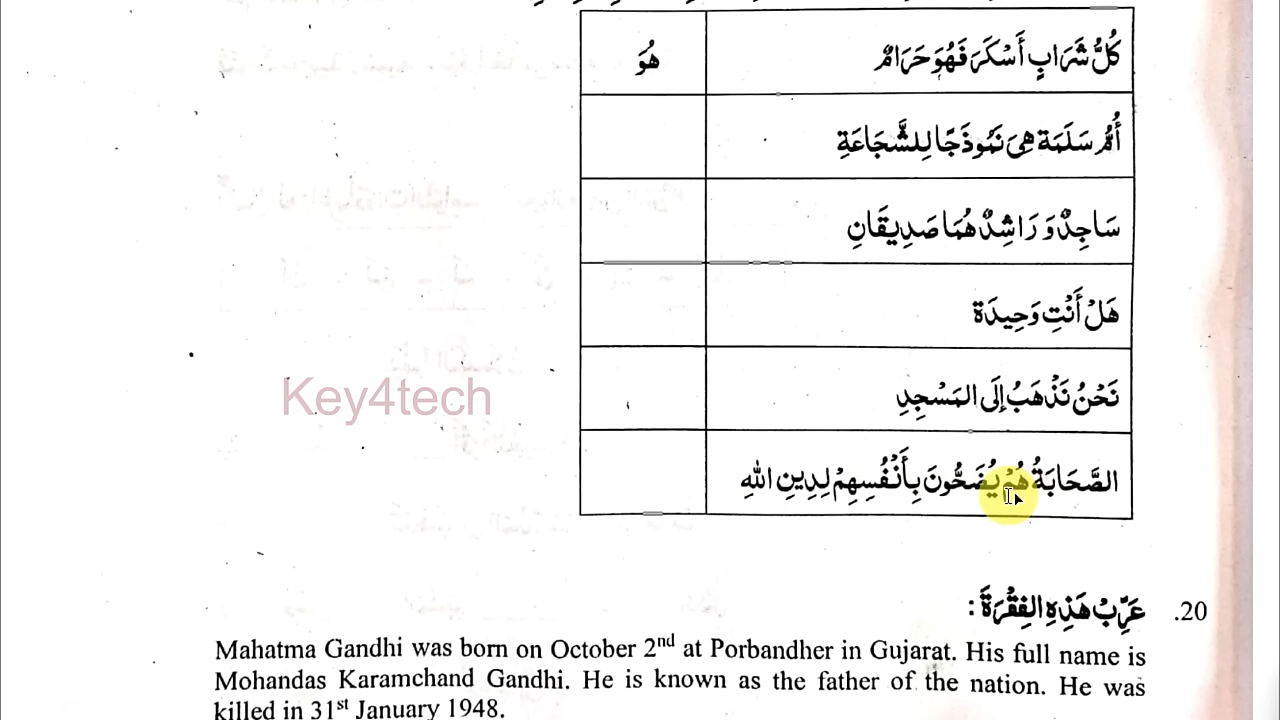 كُلُّ شَرَابٍ أَسْكَرَ فَهُوَ حَرَامٌ
هُوَ
أُمُّ سَلَمَة هِيَ نَمُوذَجًا لِلشَّجَاعَةِ
سَاجِدٌ وَ رَاشِدٌ هُمَا صَدِيقَانِ
هَلْ أَنْتِ وَحِيدَة
نَحْنُ نَذْهَبُ إِلَى المَسْجِدِ
الصَّحَابَةُ هُمْ يُضَحُّونَ بِأَنْفُسِهِمْ لِدِينِ اللهِ
Key4tech
20. عَرِّبْ هَذِهِ الفِقْرَةَ :
Mahatma Gandhi was born on October 2nd at Porbandher in Gujarat. His full name is
Mohandas Karamchand Gandhi. He is known as the father of the nation. He was
killed in 31st January 1948.